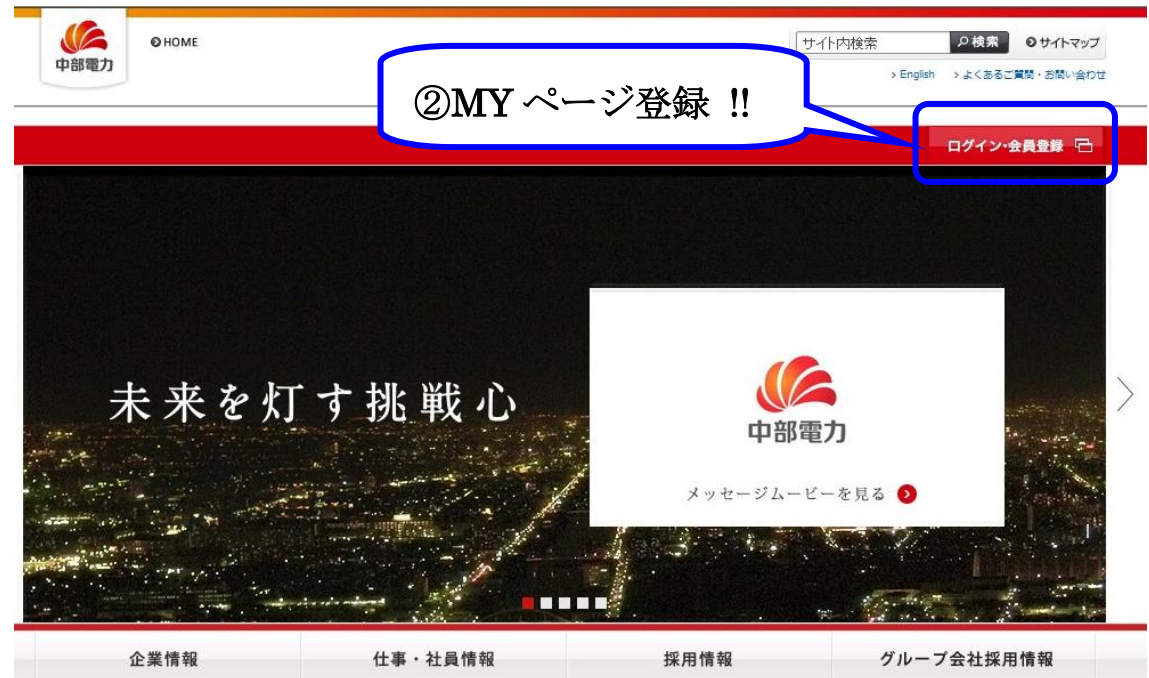 中部電力
HOME
サイト内検索
検索
サイトマップ
> English
> よくあるご質問・お問い合わせ
②MYページ登録 !!
ログイン・会員登録
未来を灯す挑戦心
中部電力
メッセージムービーを見る
企業情報
仕事・社員情報
採用情報
グループ会社採用情報